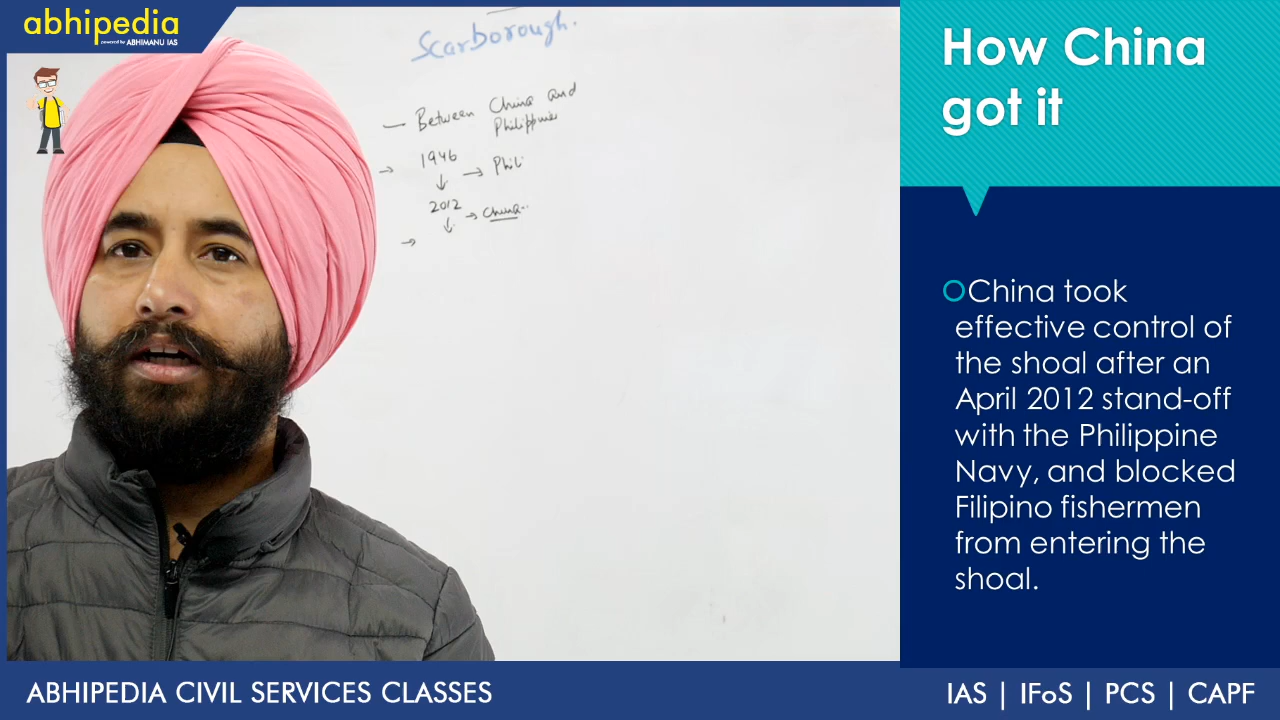 abhipedia
powered by ABHIMANU IAS
Scarborough.
Between China and
Philippines
1946
Phili
2012
China
How China
got it
China took
effective control of
the shoal after an
April 2012 stand-off
with the Philippine
Navy, and blocked
Filipino fishermen
from entering the
shoal.
ABHIPEDIA CIVIL SERVICES CLASSES
IAS | IFoS | PCS | CAPF